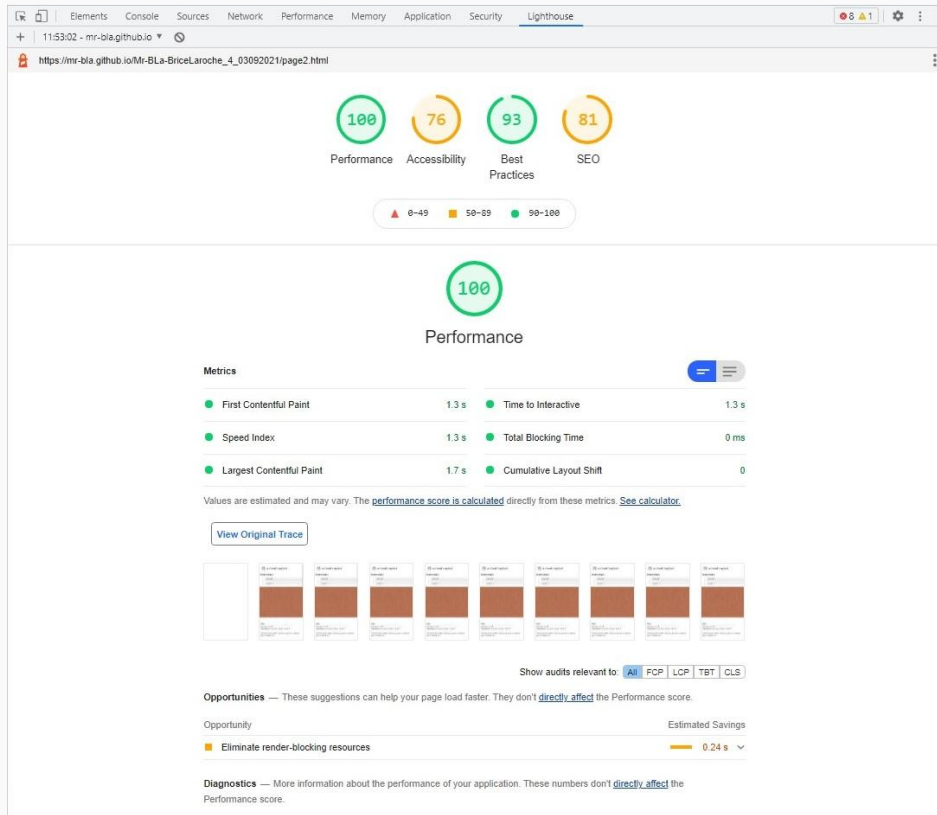 Elements Console Sources Network Performance Memory Application Security Lighthouse 8 1
11:53:02 - mr-bla.github.io
https://mr-bla.github.io/Mr-BLa-BriceLaroche_4_03092021/page2.html
100 76 93 81
Performance Accessibility Best Practices SEO
0–49 50–89 90–100
100
Performance
Metrics
First Contentful Paint 1.3 s Time to Interactive 1.3 s
Speed Index 1.3 s Total Blocking Time 0 ms
Largest Contentful Paint 1.7 s Cumulative Layout Shift 0
Values are estimated and may vary. The performance score is calculated directly from these metrics. See calculator.
View Original Trace
Show audits relevant to: All FCP LCP TBT CLS
Opportunities — These suggestions can help your page load faster. They don't directly affect the Performance score.
Opportunity Estimated Savings
Eliminate render-blocking resources 0.24 s
Diagnostics — More information about the performance of your application. These numbers don't directly affect the
Performance score.